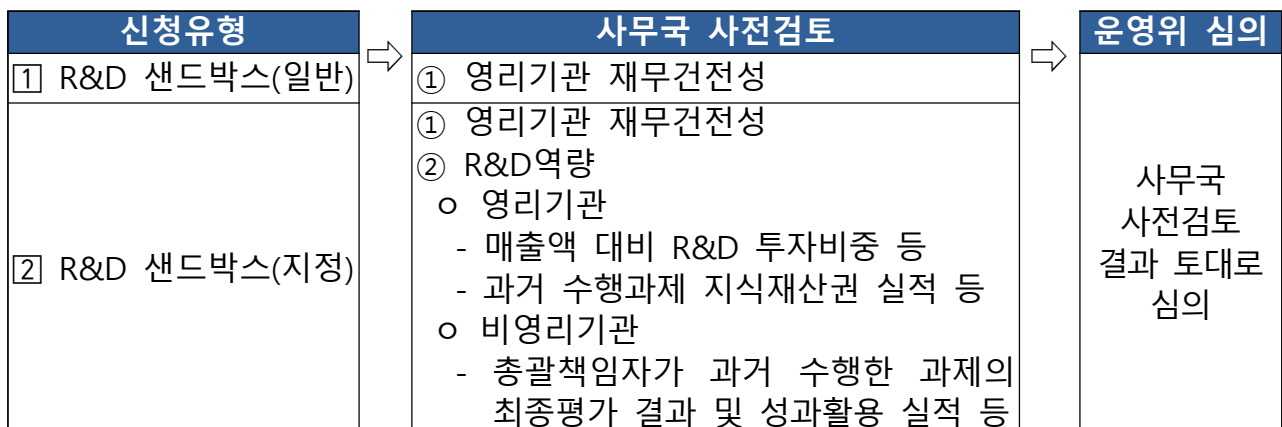 신청유형
⇨
사무국 사전검토
⇨
운영위 심의
1 R&D 샌드박스(일반)
① 영리기관 재무건전성
2 R&D 샌드박스(지정)
① 영리기관 재무건전성
② R&D역량
ㅇ 영리기관
- 매출액 대비 R&D 투자비중 등
- 과거 수행과제 지식재산권 실적 등
ㅇ 비영리기관
- 총괄책임자가 과거 수행한 과제의
최종평가 결과 및 성과활용 실적 등
사무국
사전검토
결과 토대로
심의